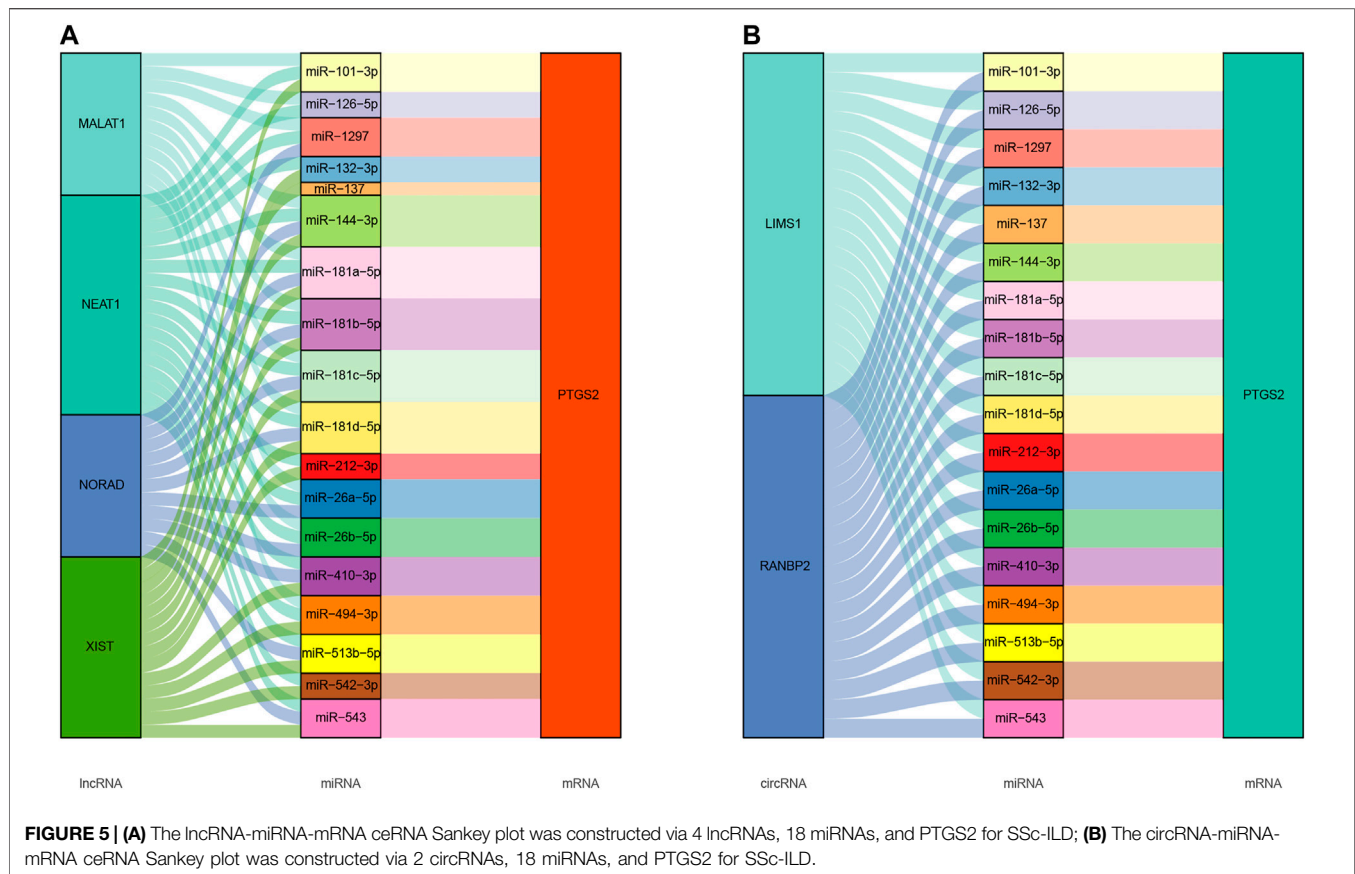 A
MALAT1
NEAT1
NORAD
XIST
miR−101−3p
miR−126−5p
miR−1297
miR−132−3p
miR−137
miR−144−3p
miR−181a−5p
miR−181b−5p
miR−181c−5p
miR−181d−5p
miR−212−3p
miR−26a−5p
miR−26b−5p
miR−410−3p
miR−494−3p
miR−513b−5p
miR−542−3p
miR−543
PTGS2
lncRNA
miRNA
mRNA
B
LIMS1
RANBP2
miR−101−3p
miR−126−5p
miR−1297
miR−132−3p
miR−137
miR−144−3p
miR−181a−5p
miR−181b−5p
miR−181c−5p
miR−181d−5p
miR−212−3p
miR−26a−5p
miR−26b−5p
miR−410−3p
miR−494−3p
miR−513b−5p
miR−542−3p
miR−543
PTGS2
circRNA
miRNA
mRNA
FIGURE 5 | (A) The lncRNA-miRNA-mRNA ceRNA Sankey plot was constructed via 4 lncRNAs, 18 miRNAs, and PTGS2 for SSc-ILD; (B) The circRNA-miRNA-
mRNA ceRNA Sankey plot was constructed via 2 circRNAs, 18 miRNAs, and PTGS2 for SSc-ILD.